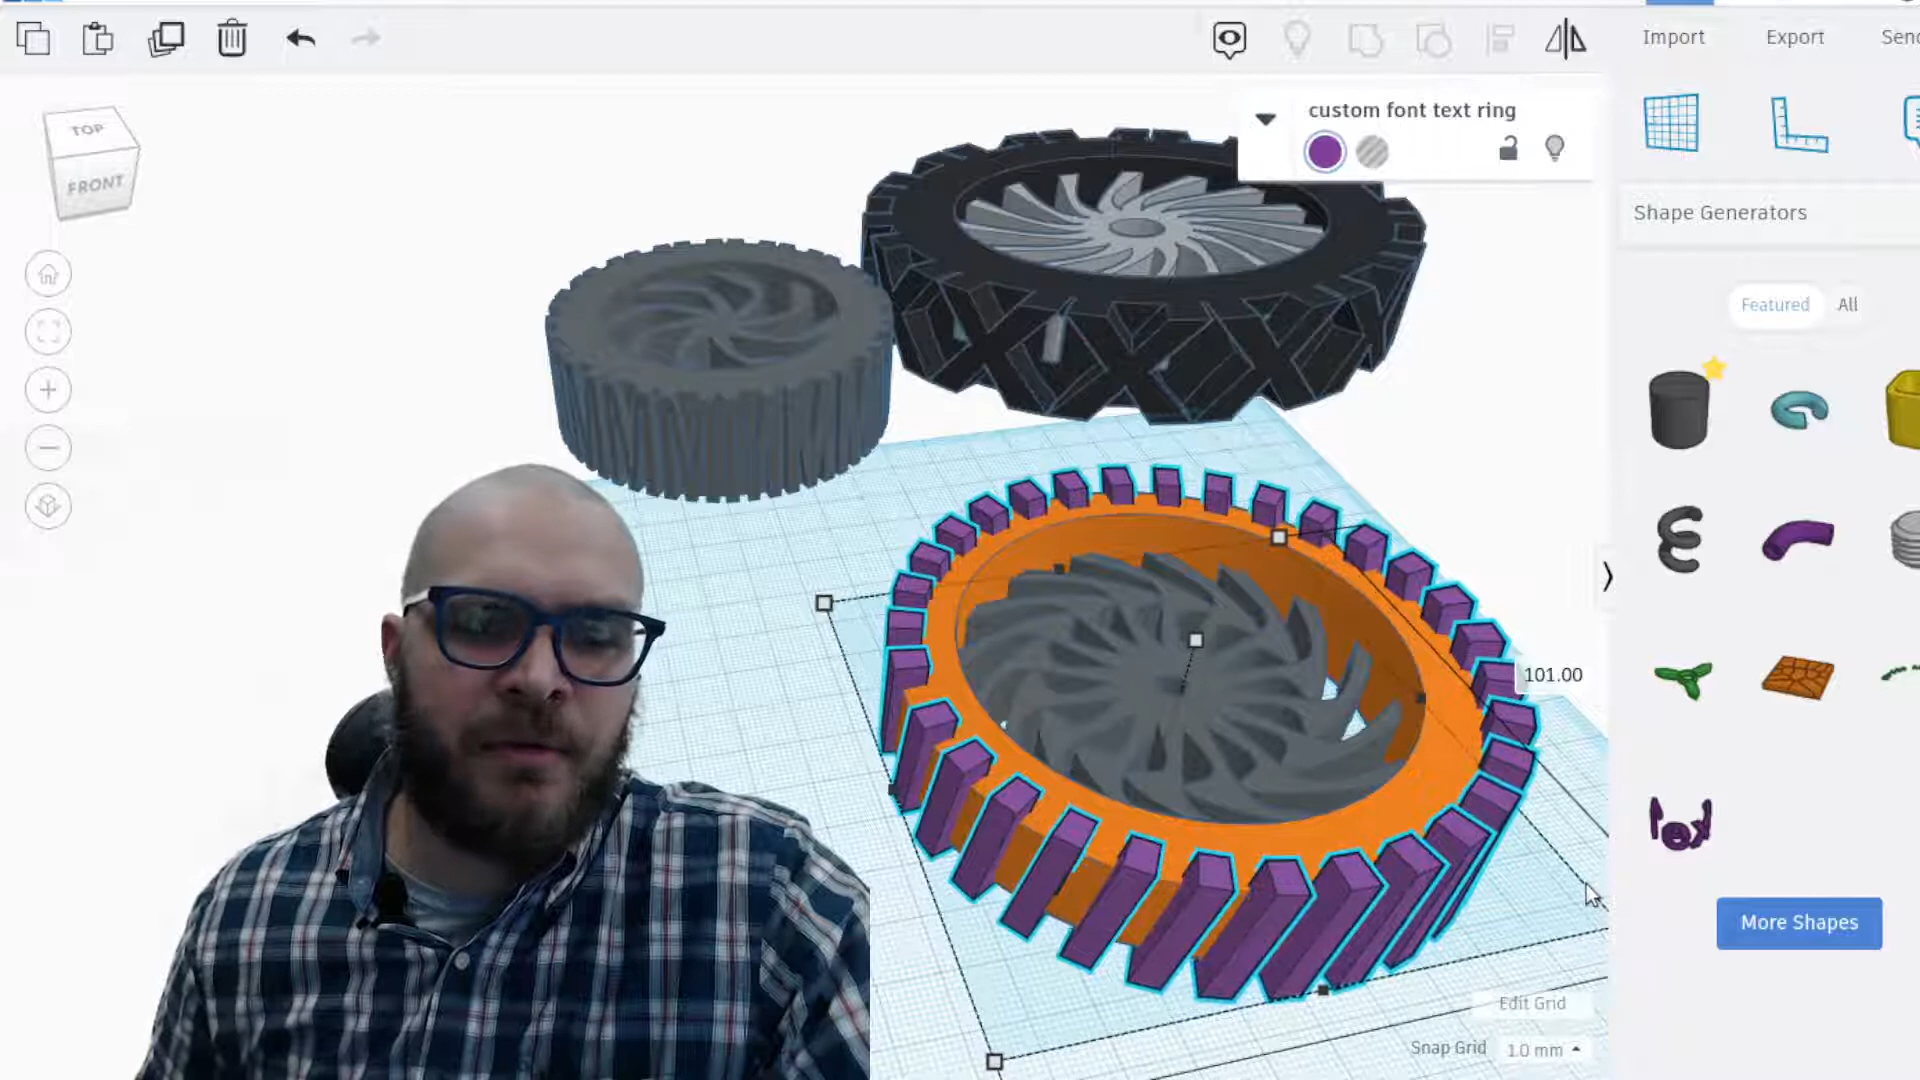 Import
Export
Send
TOP
FRONT
custom font text ring
Shape Generators
Featured
All
101.00
More Shapes
Edit Grid
Snap Grid
1.0 mm